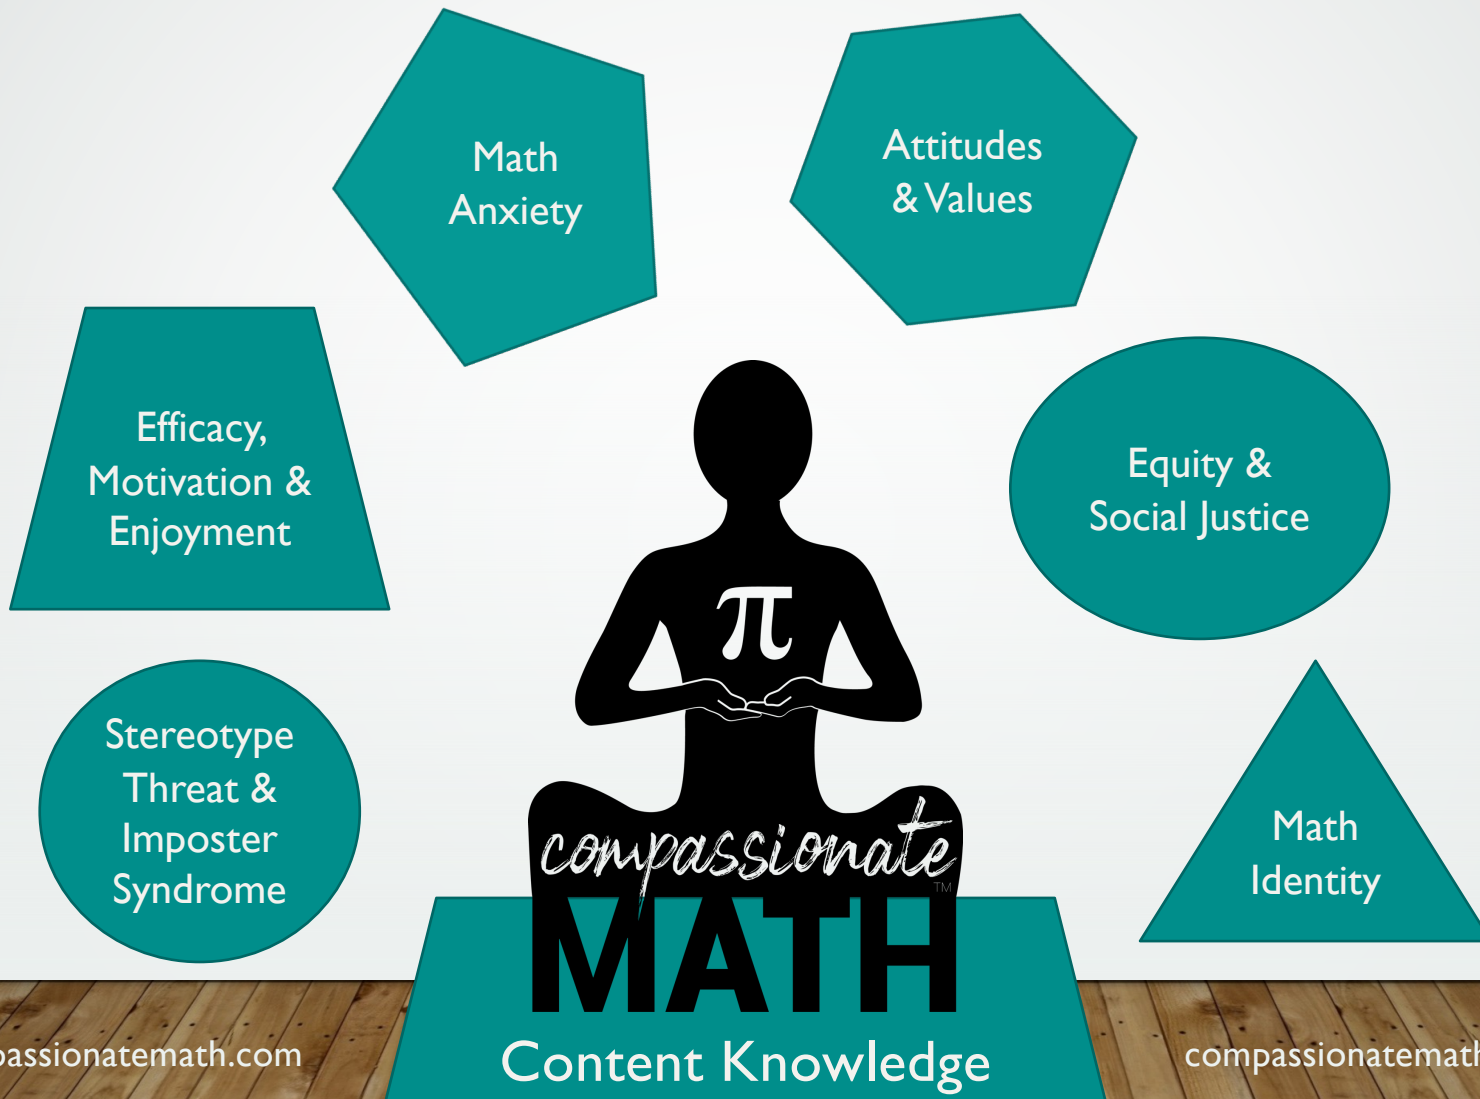 Math
Anxiety
Attitudes
& Values
Efficacy,
Motivation &
Enjoyment
Equity &
Social Justice
π
Stereotype
Threat &
Imposter
Syndrome
Math
Identity
compassionate
TM
MATH
Content Knowledge
passionatemath.com
compassionatemath